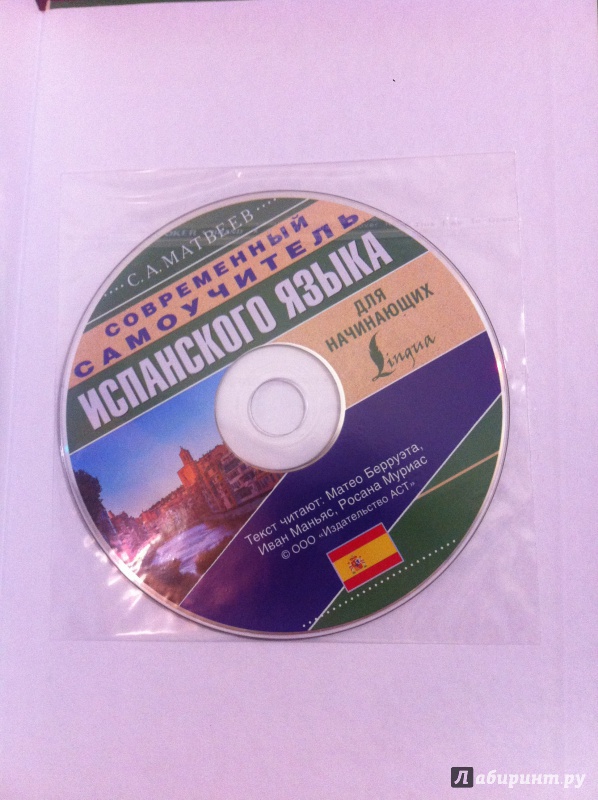 С.А.МАТВЕЕВ
СОВРЕМЕННЫЙ
САМОУЧИТЕЛЬ
ИСПАНСКОГО ЯЗЫКА
ДЛЯ
НАЧИНАЮЩИХ
Lingua
Текст читают: Матео Берруэта,
Иван Маньяс, Росана Муриас
© ООО «Издательство АСТ»
Лабиринт.ру